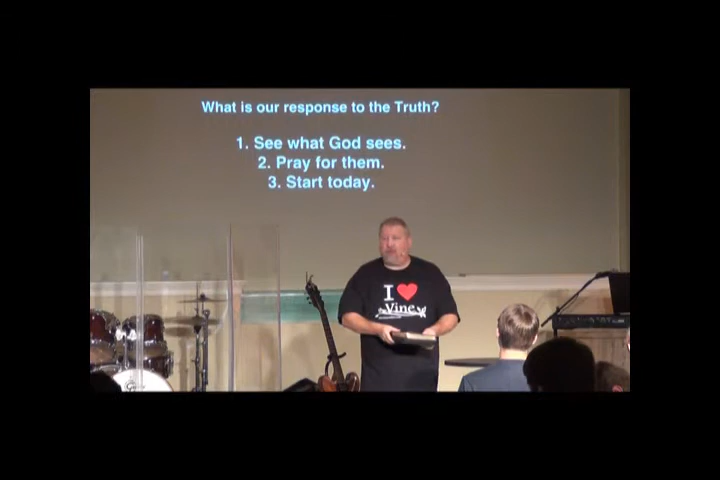 What is our response to the Truth?
1. See what God sees.
2. Pray for them.
3. Start today.
I
Vine